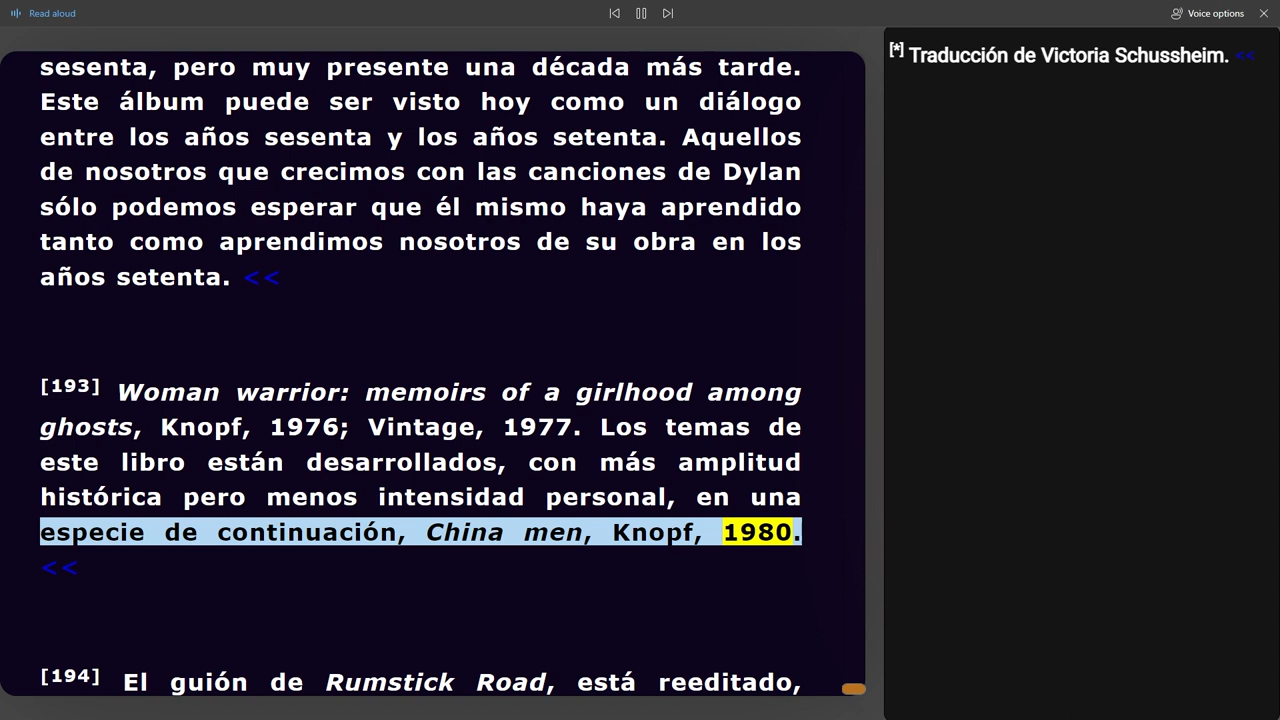 Read aloud
Voice options
sesenta, pero muy presente una década más tarde.
Este álbum puede ser visto hoy como un diálogo
entre los años sesenta y los años setenta. Aquellos
de nosotros que crecimos con las canciones de Dylan
sólo podemos esperar que él mismo haya aprendido
tanto como aprendimos nosotros de su obra en los
años setenta. <<
[193] Woman warrior: memoirs of a girlhood among
ghosts, Knopf, 1976; Vintage, 1977. Los temas de
este libro están desarrollados, con más amplitud
histórica pero menos intensidad personal, en una
especie de continuación, China men, Knopf, 1980.
<<
[194] El guión de Rumstick Road, está reeditado,
[*] Traducción de Victoria Schussheim. <<